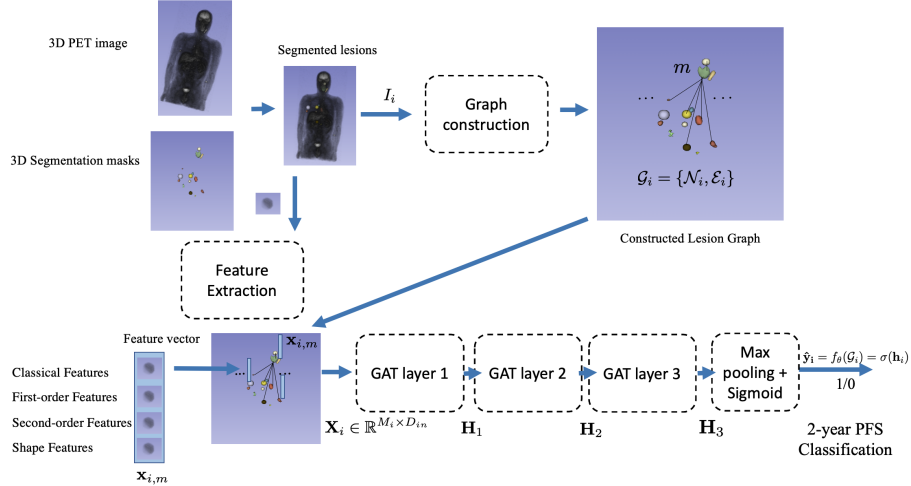 3D PET image
Segmented lesions
3D Segmentation masks
I_i
Graph
construction
m
... ...
𝒢_i = {𝒩_i, ℰ_i}
Constructed Lesion Graph
Feature
Extraction
Feature vector
Classical Features
First-order Features
Second-order Features
Shape Features
x_{i,m}
x_{i,m}
... ...
X_i ∈ ℝ^{M_i×D_{in}}
GAT layer 1
H_1
GAT layer 2
H_2
GAT layer 3
H_3
Max
pooling +
Sigmoid
ŷ_i = f_θ(𝒢_i) = σ(h_i)
1/0
2-year PFS
Classification